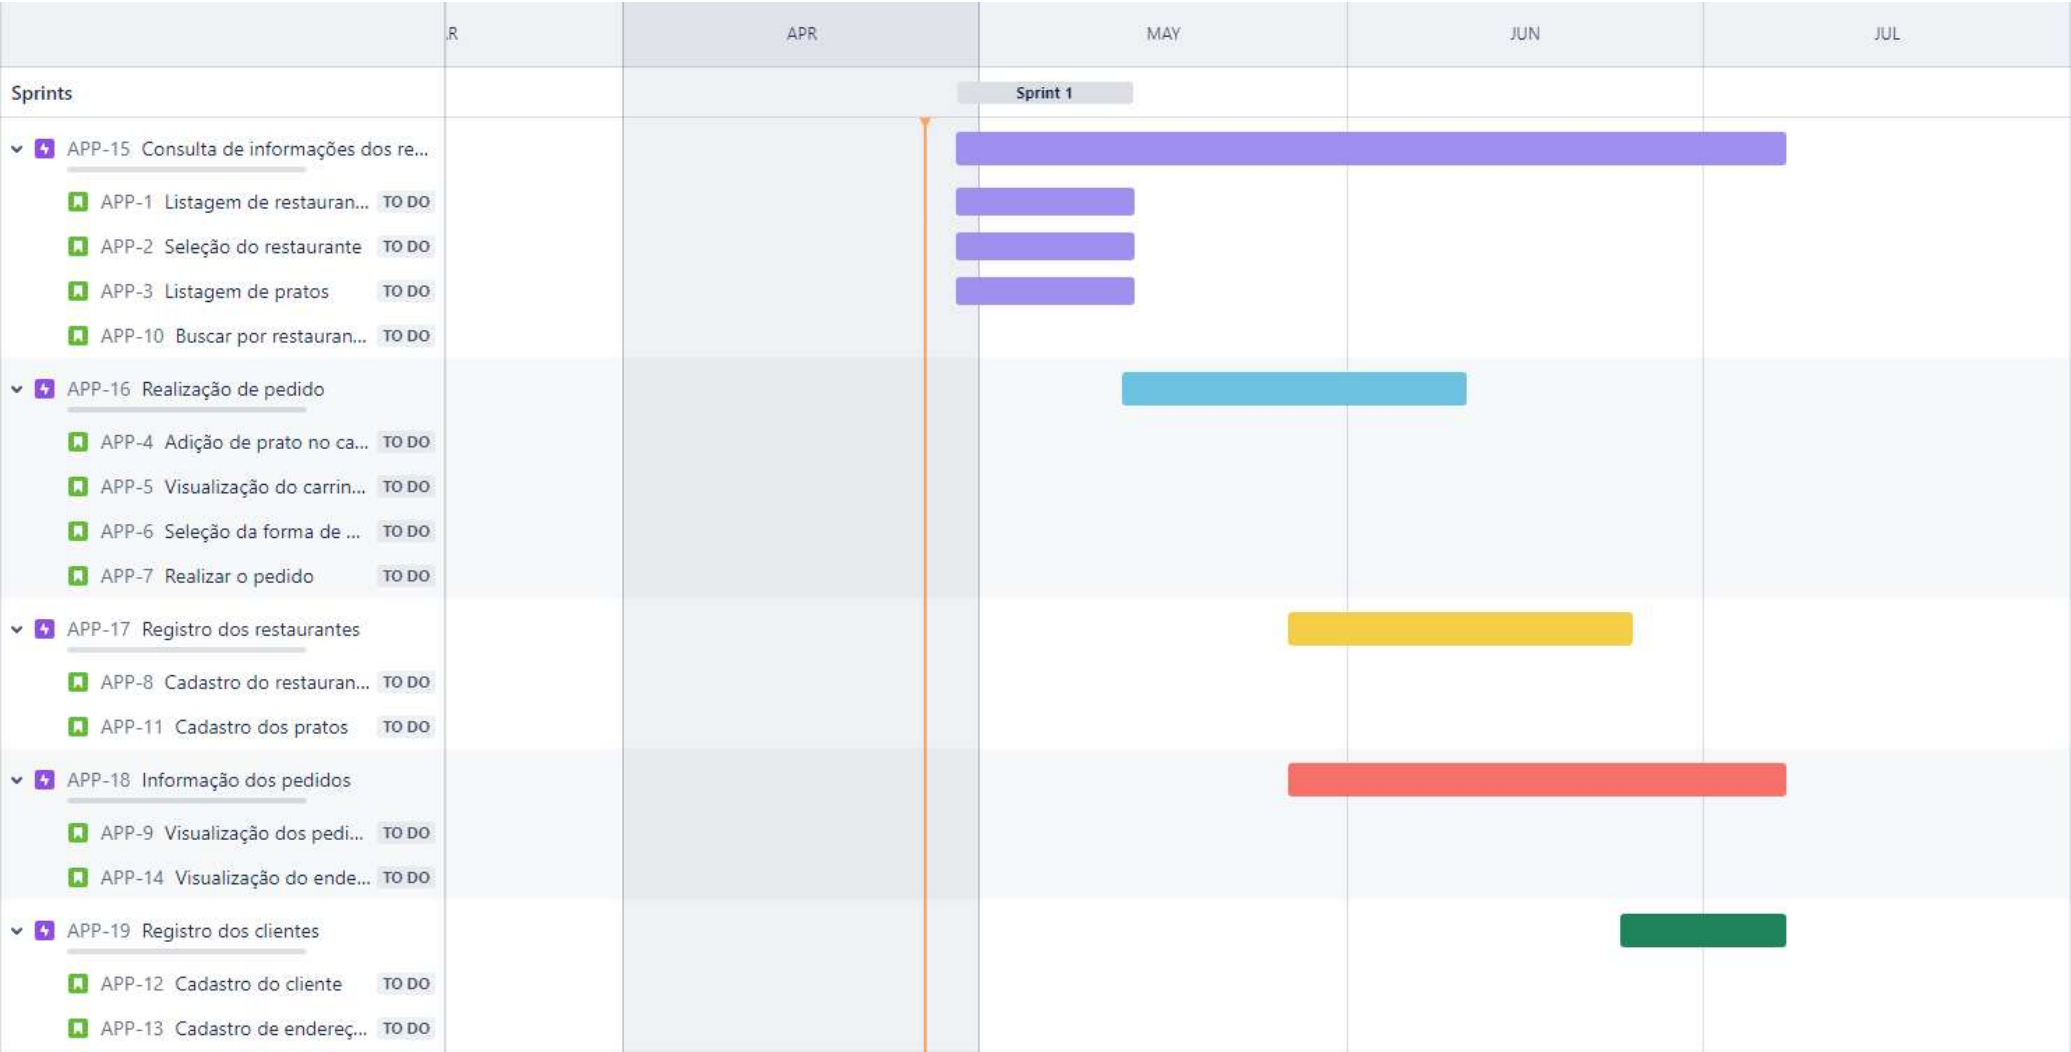 .R APR MAY JUN JUL
Sprints Sprint 1
APP-15 Consulta de informações dos re...
APP-1 Listagem de restauran... TO DO
APP-2 Seleção do restaurante TO DO
APP-3 Listagem de pratos TO DO
APP-10 Buscar por restauran... TO DO
APP-16 Realização de pedido
APP-4 Adição de prato no ca... TO DO
APP-5 Visualização do carrin... TO DO
APP-6 Seleção da forma de ... TO DO
APP-7 Realizar o pedido TO DO
APP-17 Registro dos restaurantes
APP-8 Cadastro do restauran... TO DO
APP-11 Cadastro dos pratos TO DO
APP-18 Informação dos pedidos
APP-9 Visualização dos pedi... TO DO
APP-14 Visualização do ende... TO DO
APP-19 Registro dos clientes
APP-12 Cadastro do cliente TO DO
APP-13 Cadastro de endereç... TO DO